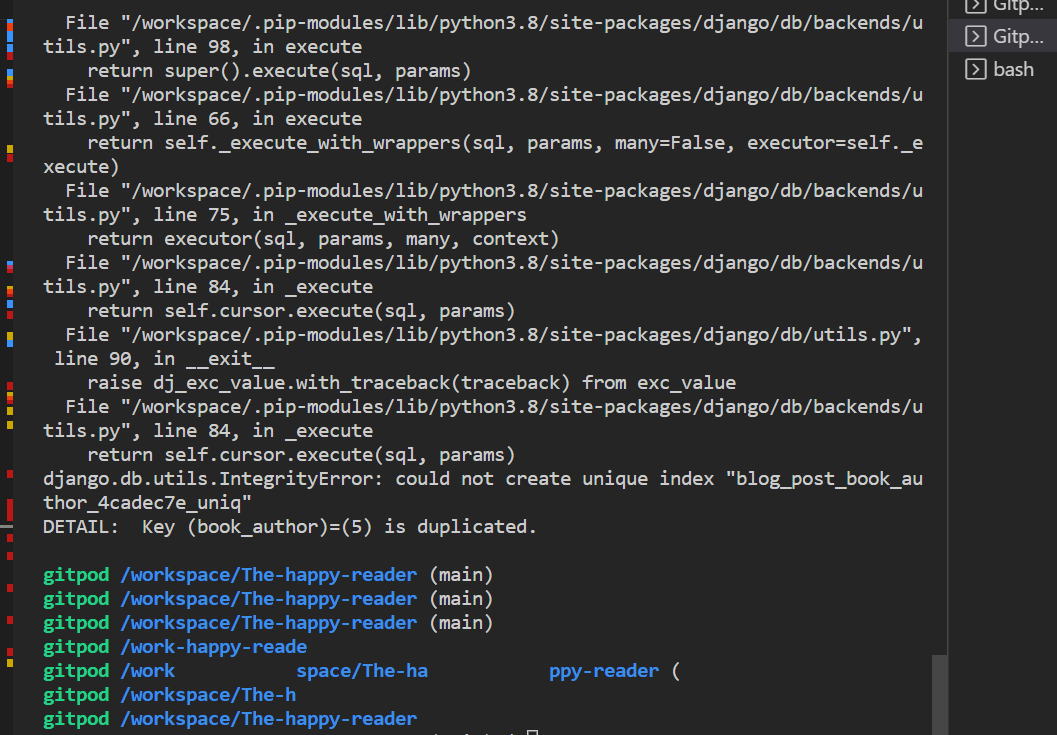 File "/workspace/.pip-modules/lib/python3.8/site-packages/django/db/backends/u
tils.py", line 98, in execute
return super().execute(sql, params)
File "/workspace/.pip-modules/lib/python3.8/site-packages/django/db/backends/u
tils.py", line 66, in execute
return self._execute_with_wrappers(sql, params, many=False, executor=self._e
xecute)
File "/workspace/.pip-modules/lib/python3.8/site-packages/django/db/backends/u
tils.py", line 75, in _execute_with_wrappers
return executor(sql, params, many, context)
File "/workspace/.pip-modules/lib/python3.8/site-packages/django/db/backends/u
tils.py", line 84, in _execute
return self.cursor.execute(sql, params)
File "/workspace/.pip-modules/lib/python3.8/site-packages/django/db/utils.py",
line 90, in __exit__
raise dj_exc_value.with_traceback(traceback) from exc_value
File "/workspace/.pip-modules/lib/python3.8/site-packages/django/db/backends/u
tils.py", line 84, in _execute
return self.cursor.execute(sql, params)
django.db.utils.IntegrityError: could not create unique index "blog_post_book_au
thor_4cadec7e_uniq"
DETAIL:  Key (book_author)=(5) is duplicated.
gitpod /workspace/The-happy-reader (main)
gitpod /workspace/The-happy-reader (main)
gitpod /workspace/The-happy-reader (main)
gitpod /work-happy-reade
gitpod /work space/The-ha ppy-reader (
gitpod /workspace/The-h
gitpod /workspace/The-happy-reader
Gitp...
Gitp...
bash